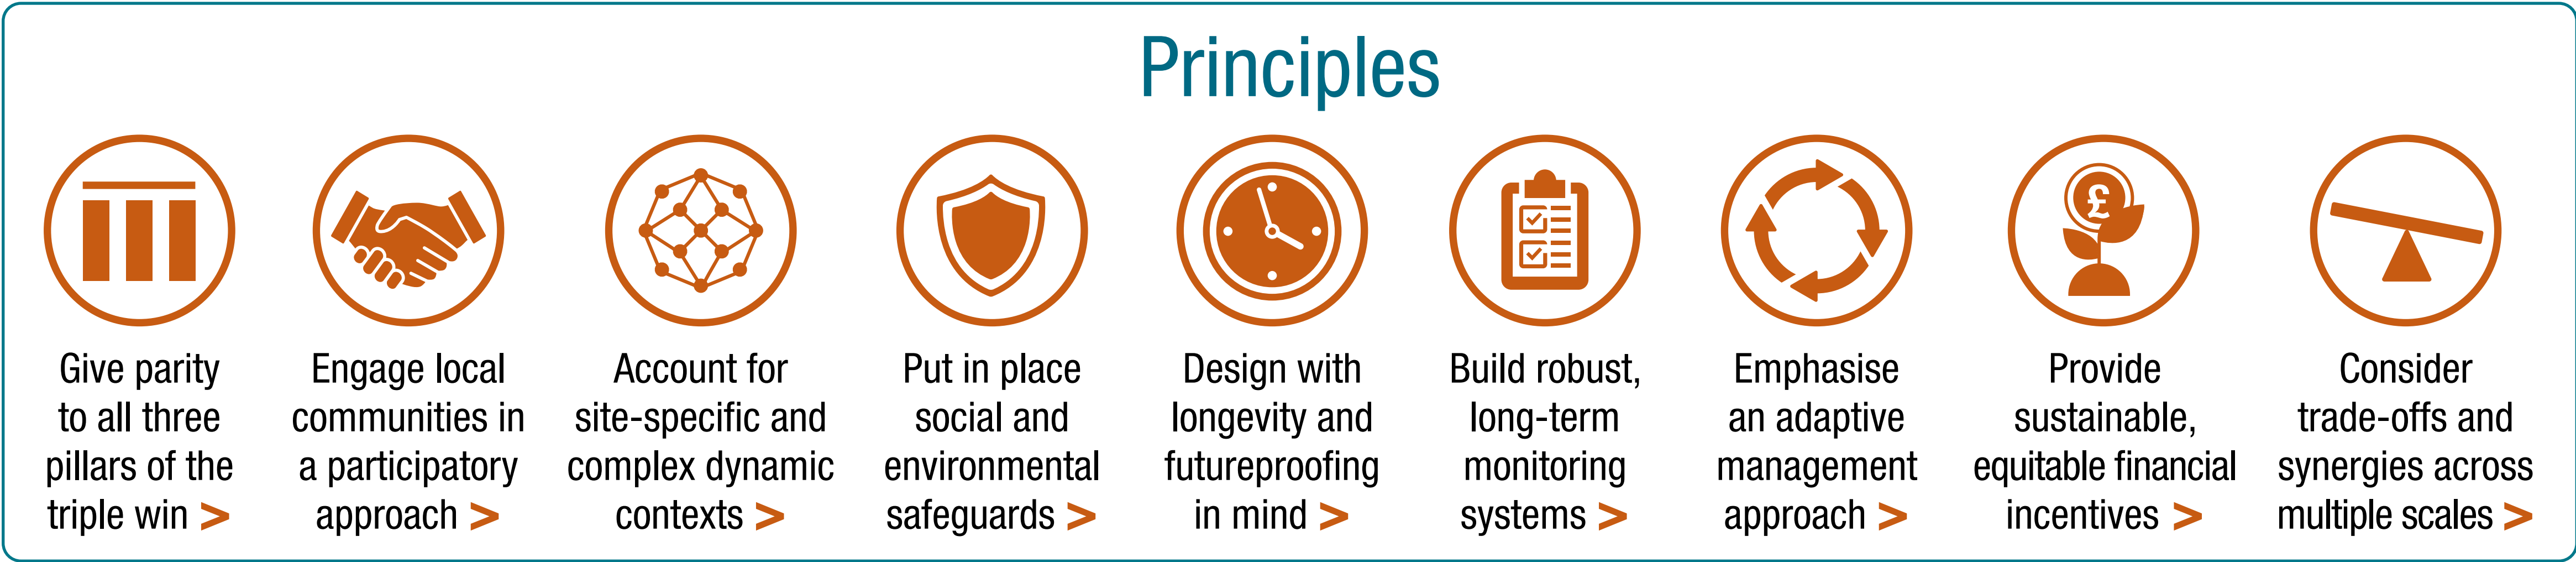 Principles
£
Give parity
to all three
pillars of the
triple win >
Engage local
communities in
a participatory
approach >
Account for
site-specific and
complex dynamic
contexts >
Put in place
social and
environmental
safeguards >
Design with
longevity and
futureproofing
in mind >
Build robust,
long-term
monitoring
systems >
Emphasise
an adaptive
management
approach >
Provide
sustainable,
equitable financial
incentives >
Consider
trade-offs and
synergies across
multiple scales >